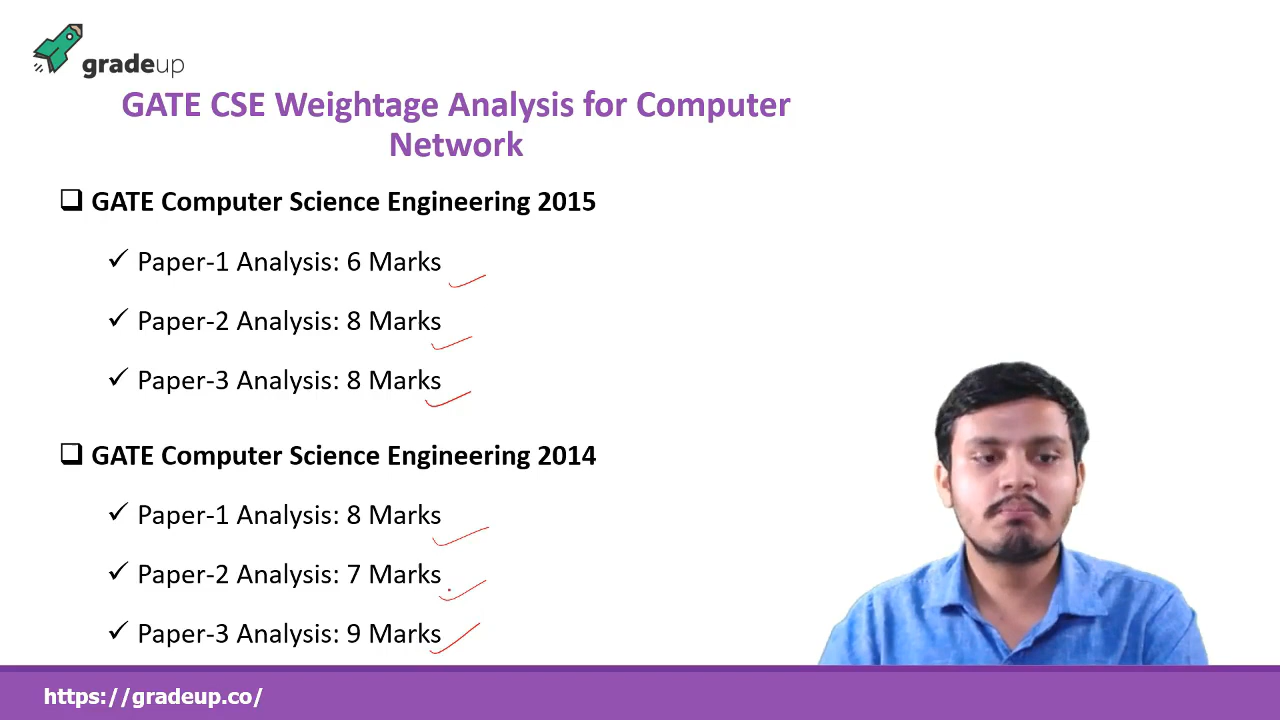 gradeup
GATE CSE Weightage Analysis for Computer
Network
GATE Computer Science Engineering 2015
Paper-1 Analysis: 6 Marks
Paper-2 Analysis: 8 Marks
Paper-3 Analysis: 8 Marks
GATE Computer Science Engineering 2014
Paper-1 Analysis: 8 Marks
Paper-2 Analysis: 7 Marks
Paper-3 Analysis: 9 Marks
https://gradeup.co/